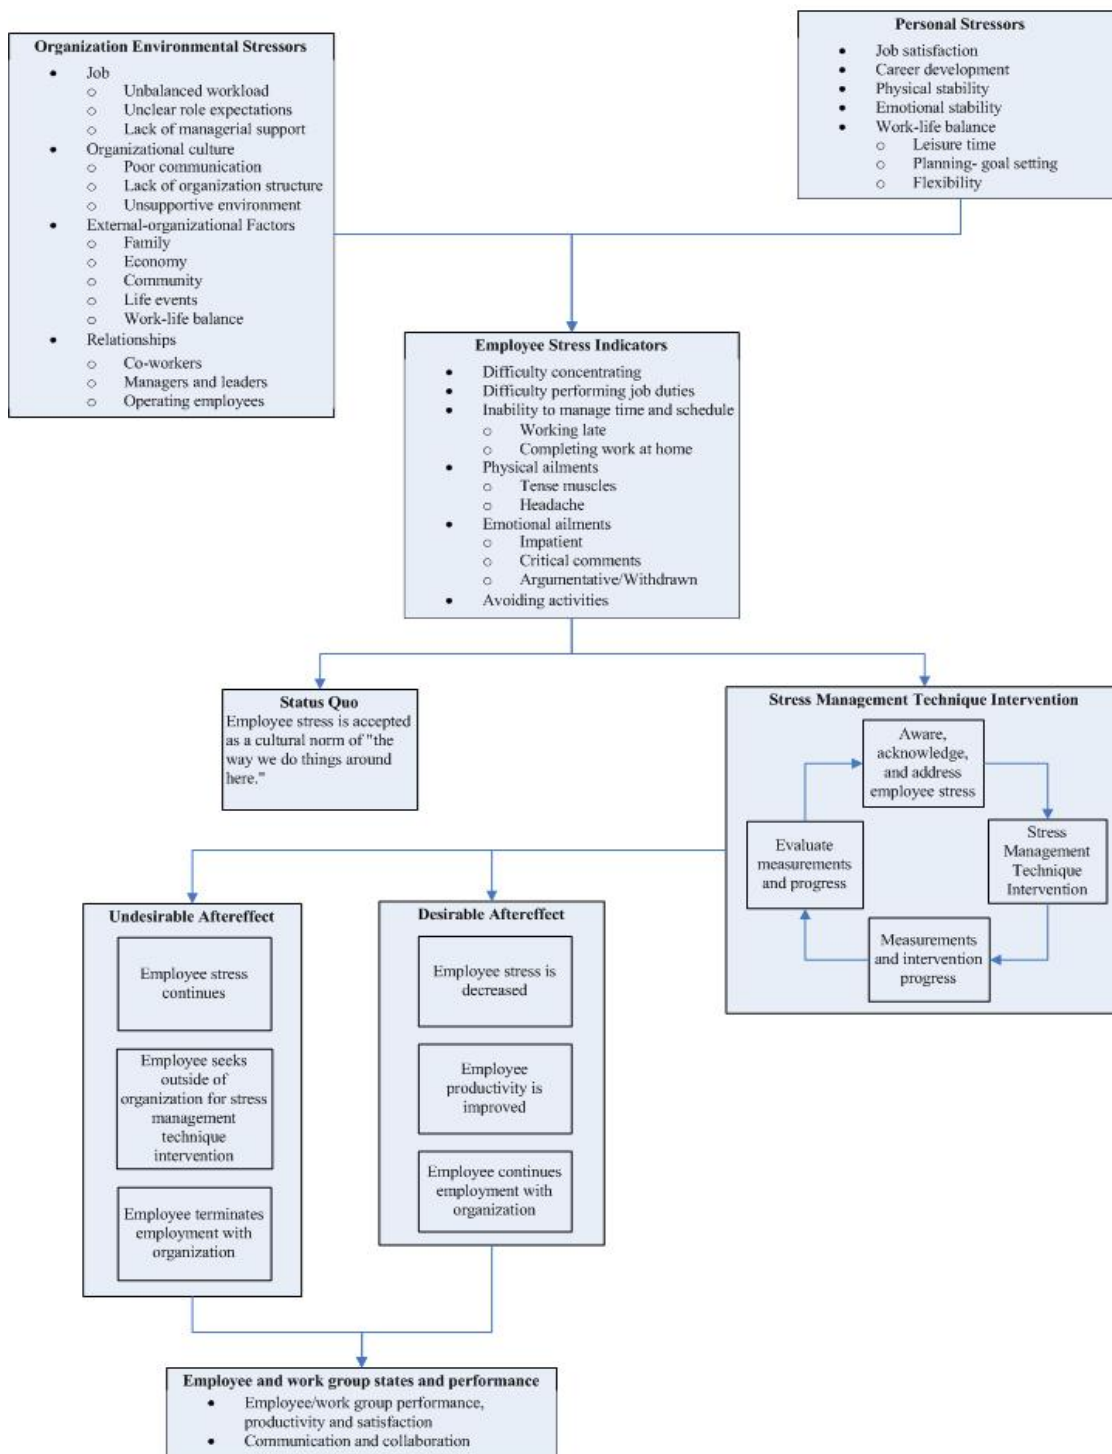 Organization Environmental Stressors
• Job
o Unbalanced workload
o Unclear role expectations
o Lack of managerial support
• Organizational culture
o Poor communication
o Lack of organization structure
o Unsupportive environment
• External-organizational Factors
o Family
o Economy
o Community
o Life events
o Work-life balance
• Relationships
o Co-workers
o Managers and leaders
o Operating employees
Personal Stressors
• Job satisfaction
• Career development
• Physical stability
• Emotional stability
• Work-life balance
o Leisure time
o Planning- goal setting
o Flexibility
Employee Stress Indicators
• Difficulty concentrating
• Difficulty performing job duties
• Inability to manage time and schedule
o Working late
o Completing work at home
• Physical ailments
o Tense muscles
o Headache
• Emotional ailments
o Impatient
o Critical comments
o Argumentative/Withdrawn
• Avoiding activities
Status Quo
Employee stress is accepted
as a cultural norm of "the
way we do things around
here."
Stress Management Technique Intervention
Aware,
acknowledge,
and address
employee stress
Stress
Management
Technique
Intervention
Measurements
and intervention
progress
Evaluate
measurements
and progress
Undesirable Aftereffect
Employee stress
continues
Employee seeks
outside of
organization for stress
management
technique
intervention
Employee terminates
employment with
organization
Desirable Aftereffect
Employee stress is
decreased
Employee
productivity is
improved
Employee continues
employment with
organization
Employee and work group states and performance
• Employee/work group performance,
productivity and satisfaction
• Communication and collaboration